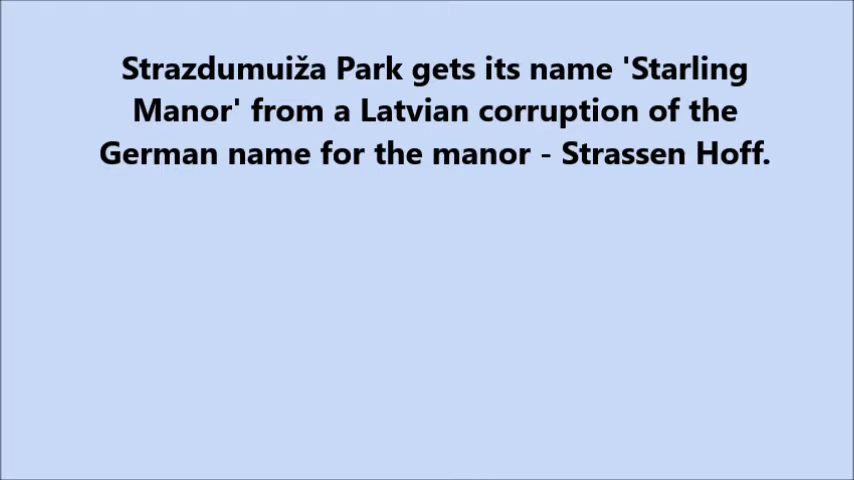 Strazdumuiža Park gets its name 'Starling
Manor' from a Latvian corruption of the
German name for the manor - Strassen Hoff.